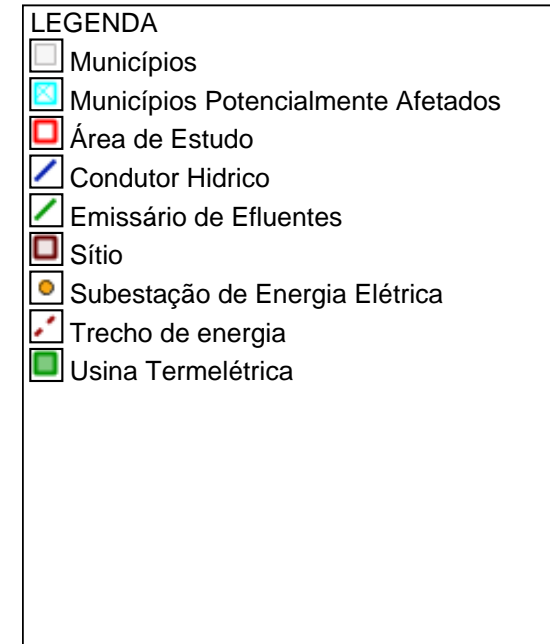 LEGENDA
Municípios
Municípios Potencialmente Afetados
Área de Estudo
Condutor Hidrico
Emissário de Efluentes
Sítio
Subestação de Energia Elétrica
Trecho de energia
Usina Termelétrica